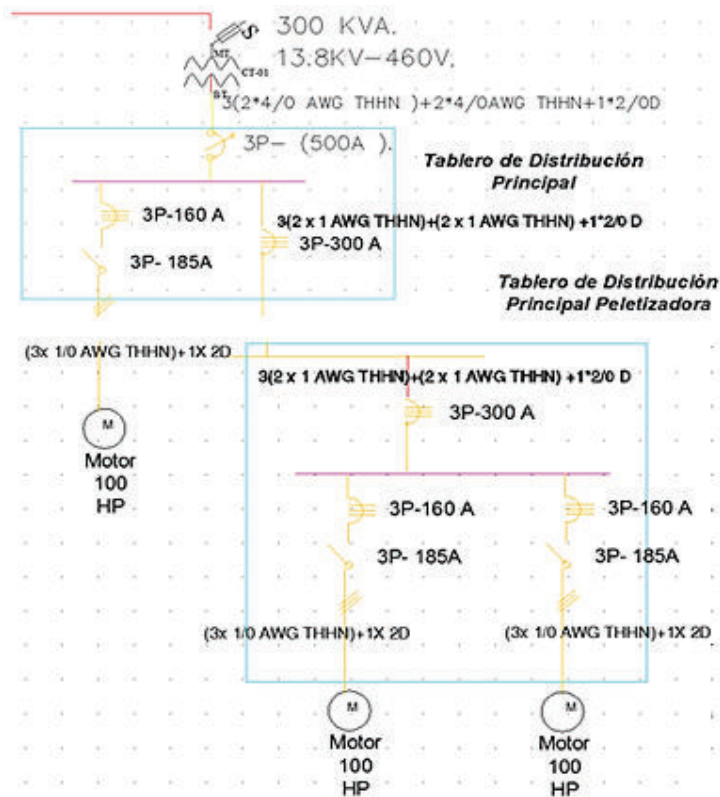 300 KVA.
MT
13.8KV-460V.
CT-01
BT
3(2*4/0 AWG THHN )+2*4/0AWG THHN+1*2/0D
3P- (500A ).
Tablero de Distribución
Principal
3P-160 A
3(2 x 1 AWG THHN)+(2 x 1 AWG THHN) +1*2/0 D
3P-300 A
3P- 185A
Tablero de Distribución
Principal Peletizadora
(3x 1/0 AWG THHN)+1X 2D
3(2 x 1 AWG THHN)+(2 x 1 AWG THHN) +1*2/0 D
3P-300 A
M
Motor
100
HP
3P-160 A
3P-160 A
3P- 185A
3P- 185A
(3x 1/0 AWG THHN)+1X 2D
(3x 1/0 AWG THHN)+1X 2D
M
Motor
100
HP
M
Motor
100
HP